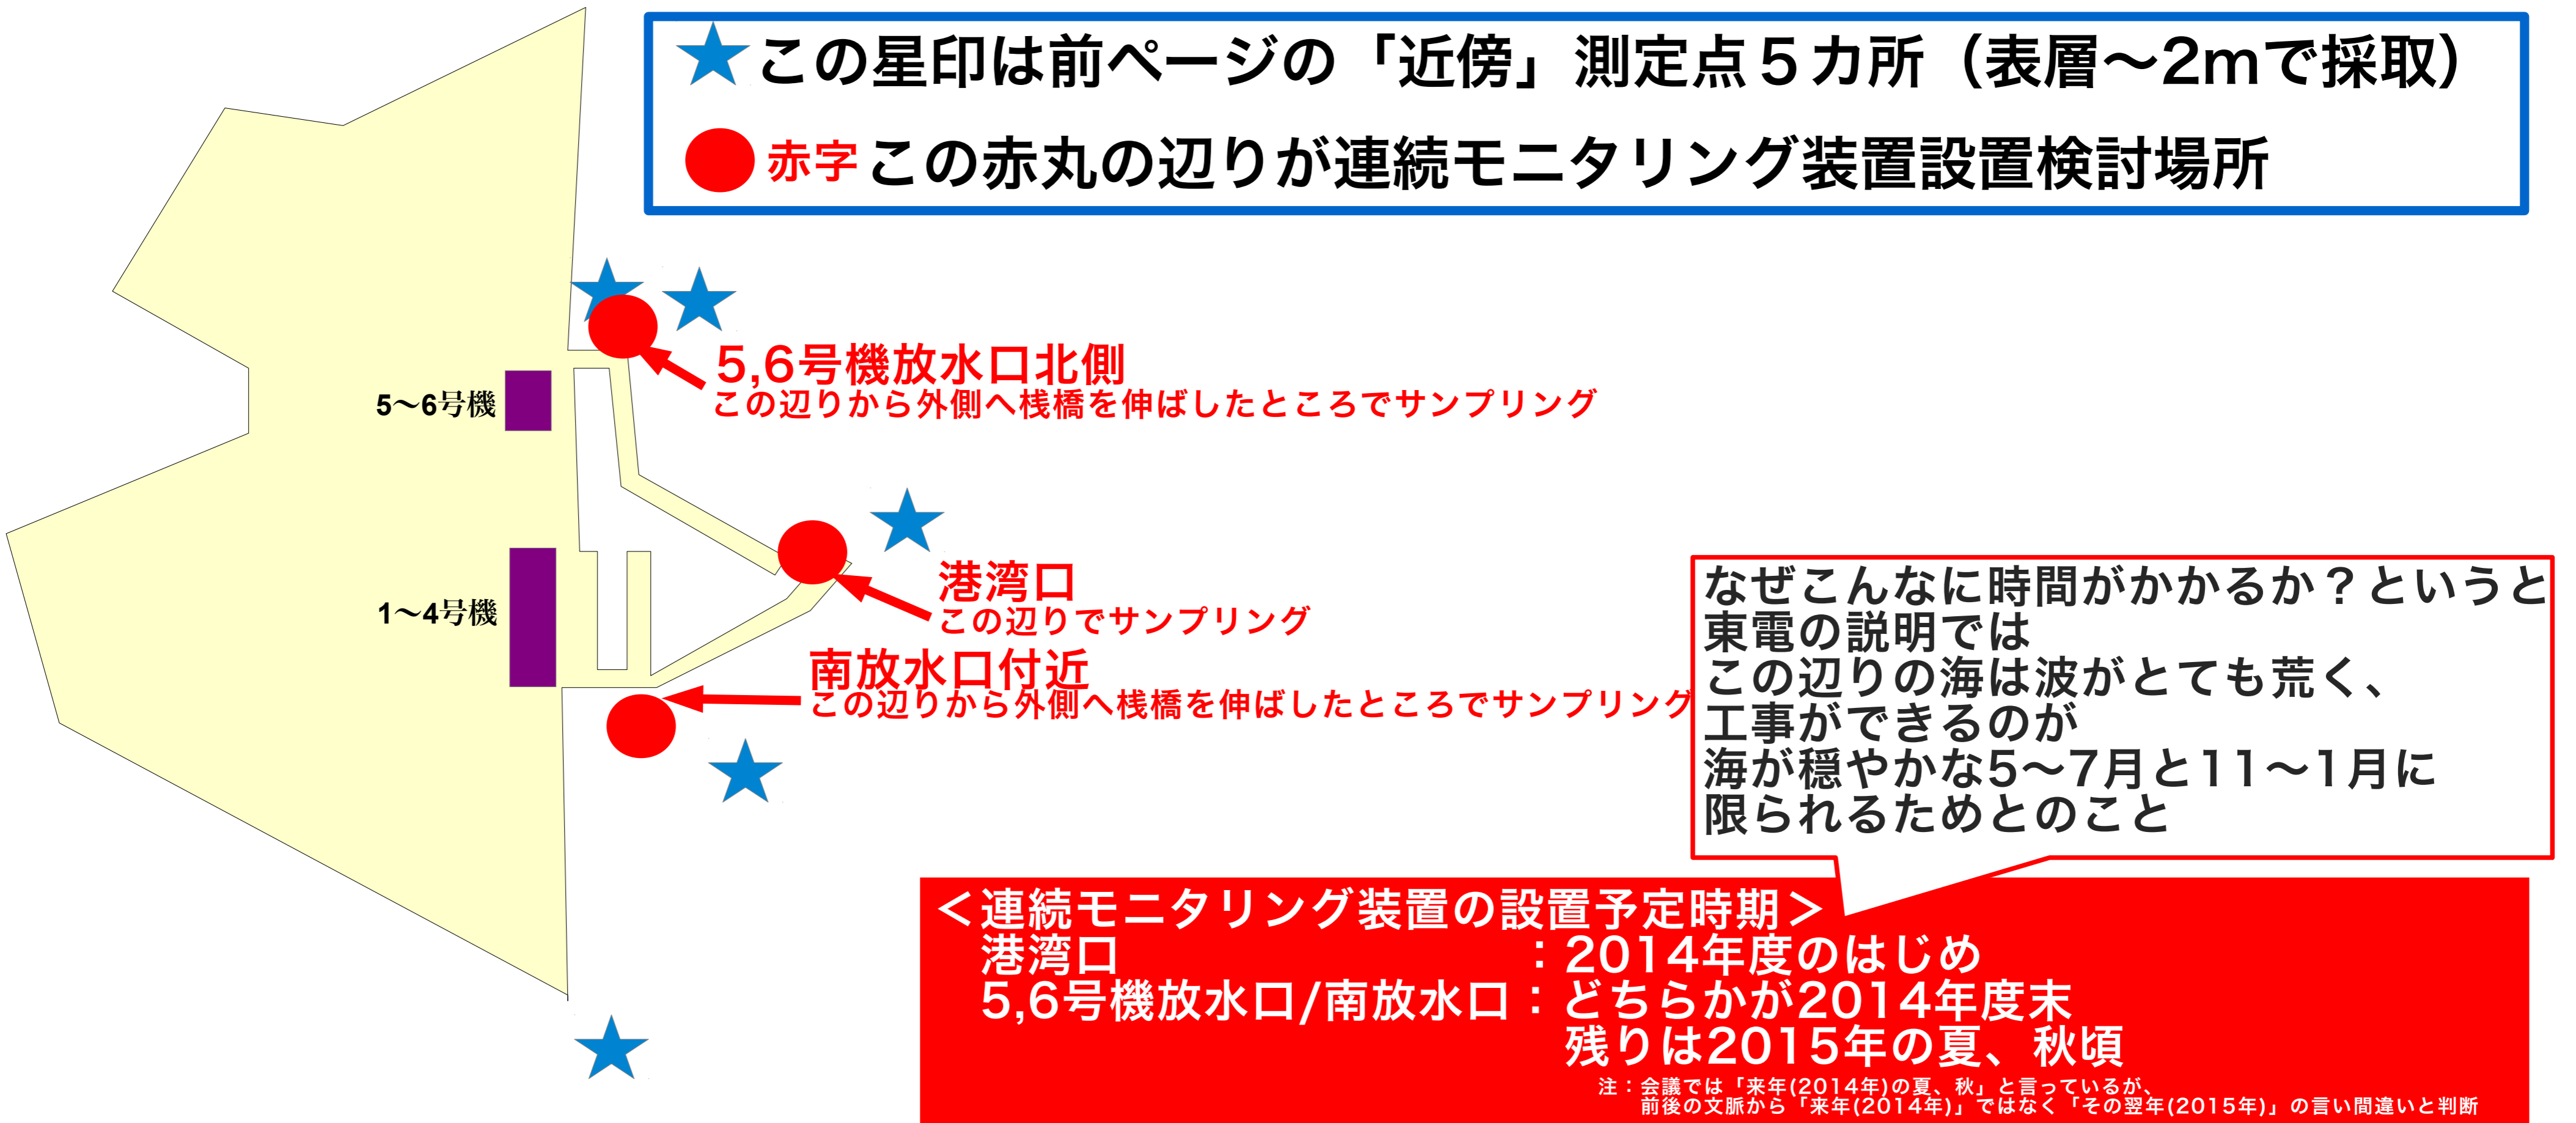 この星印は前ページの「近傍」測定点５カ所（表層～2mで採取）
赤字 この赤丸の辺りが連続モニタリング装置設置検討場所
5,6号機放水口北側
この辺りから外側へ桟橋を伸ばしたところでサンプリング
5～6号機
港湾口
この辺りでサンプリング
1～4号機
南放水口付近
この辺りから外側へ桟橋を伸ばしたところでサンプリング
なぜこんなに時間がかかるか？というと
東電の説明では
この辺りの海は波がとても荒く、
工事ができるのが
海が穏やかな5～7月と11～1月に
限られるためとのこと
＜連続モニタリング装置の設置予定時期＞
港湾口　　　　　　　　　：2014年度のはじめ
5,6号機放水口/南放水口：どちらかが2014年度末
残りは2015年の夏、秋頃
注：会議では「来年(2014年)の夏、秋」と言っているが、
前後の文脈から「来年(2014年)」ではなく「その翌年(2015年)」の言い間違いと判断